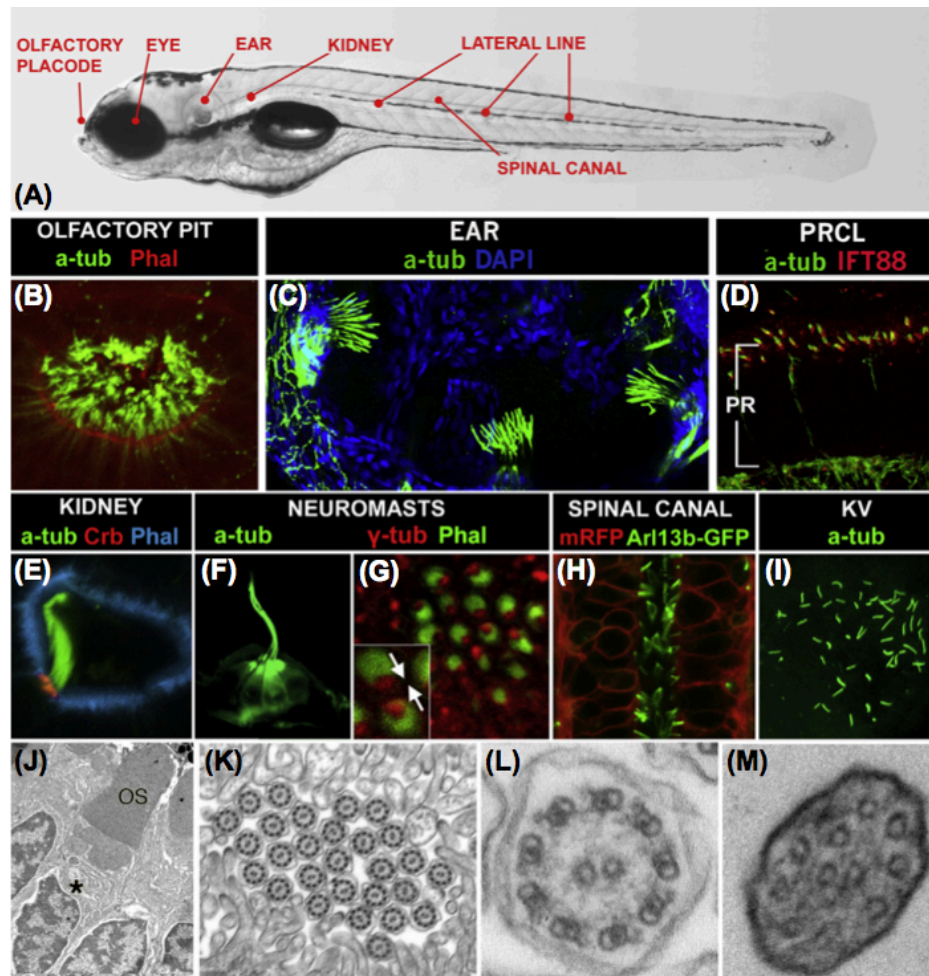 OLFACTORY
PLACODE
EYE
EAR
KIDNEY
LATERAL LINE
SPINAL CANAL
(A)
OLFACTORY PIT
a-tub Phal
(B)
EAR
a-tub DAPI
(C)
PRCL
a-tub IFT88
(D)
PR
KIDNEY
a-tub Crb Phal
(E)
NEUROMASTS
a-tub
γ-tub Phal
(F)
(G)
SPINAL CANAL
mRFP Arl13b-GFP
(H)
KV
a-tub
(I)
(J)
OS
*
(K)
(L)
(M)